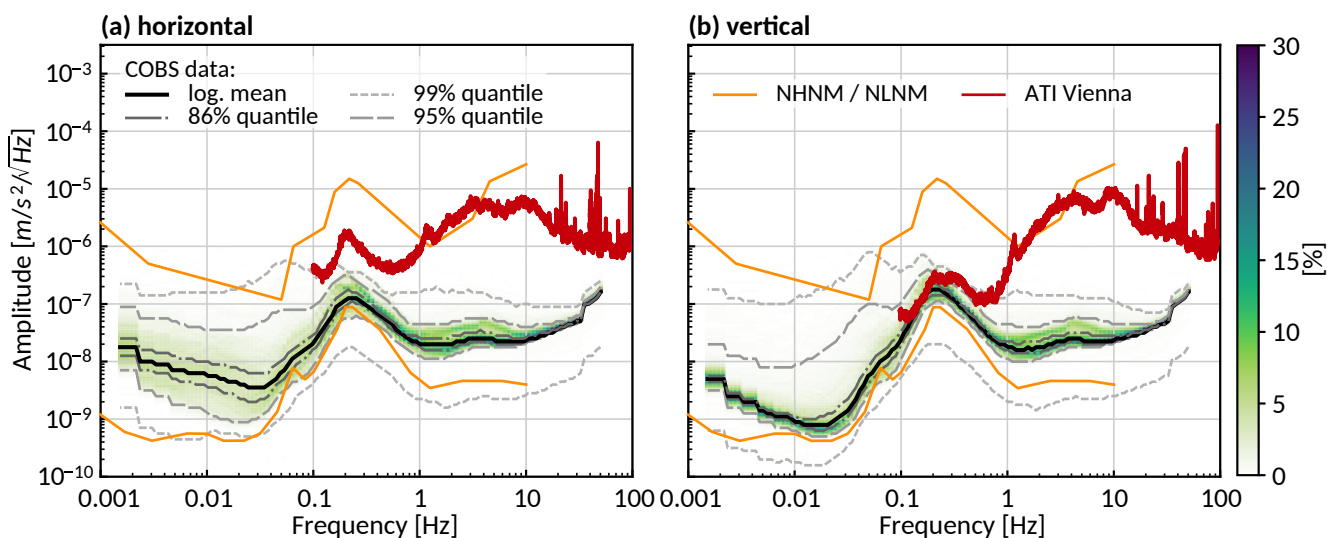 (a) horizontal
(b) vertical
COBS data:
log. mean
99% quantile
86% quantile
95% quantile
NHNM / NLNM
ATI Vienna
Amplitude [m/s²/√Hz]
10⁻³
10⁻⁴
10⁻⁵
10⁻⁶
10⁻⁷
10⁻⁸
10⁻⁹
10⁻¹⁰
0.001
0.01
0.1
1
10
100
Frequency [Hz]
0.001
0.01
0.1
1
10
100
Frequency [Hz]
30
25
20
15
10
5
0
[%]